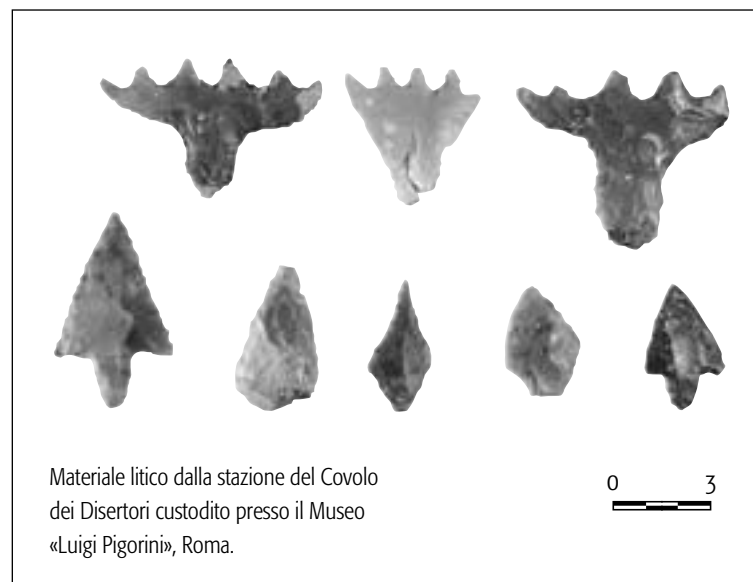 Materiale litico dalla stazione del Covolo
dei Disertori custodito presso il Museo
«Luigi Pigorini», Roma.
0 3